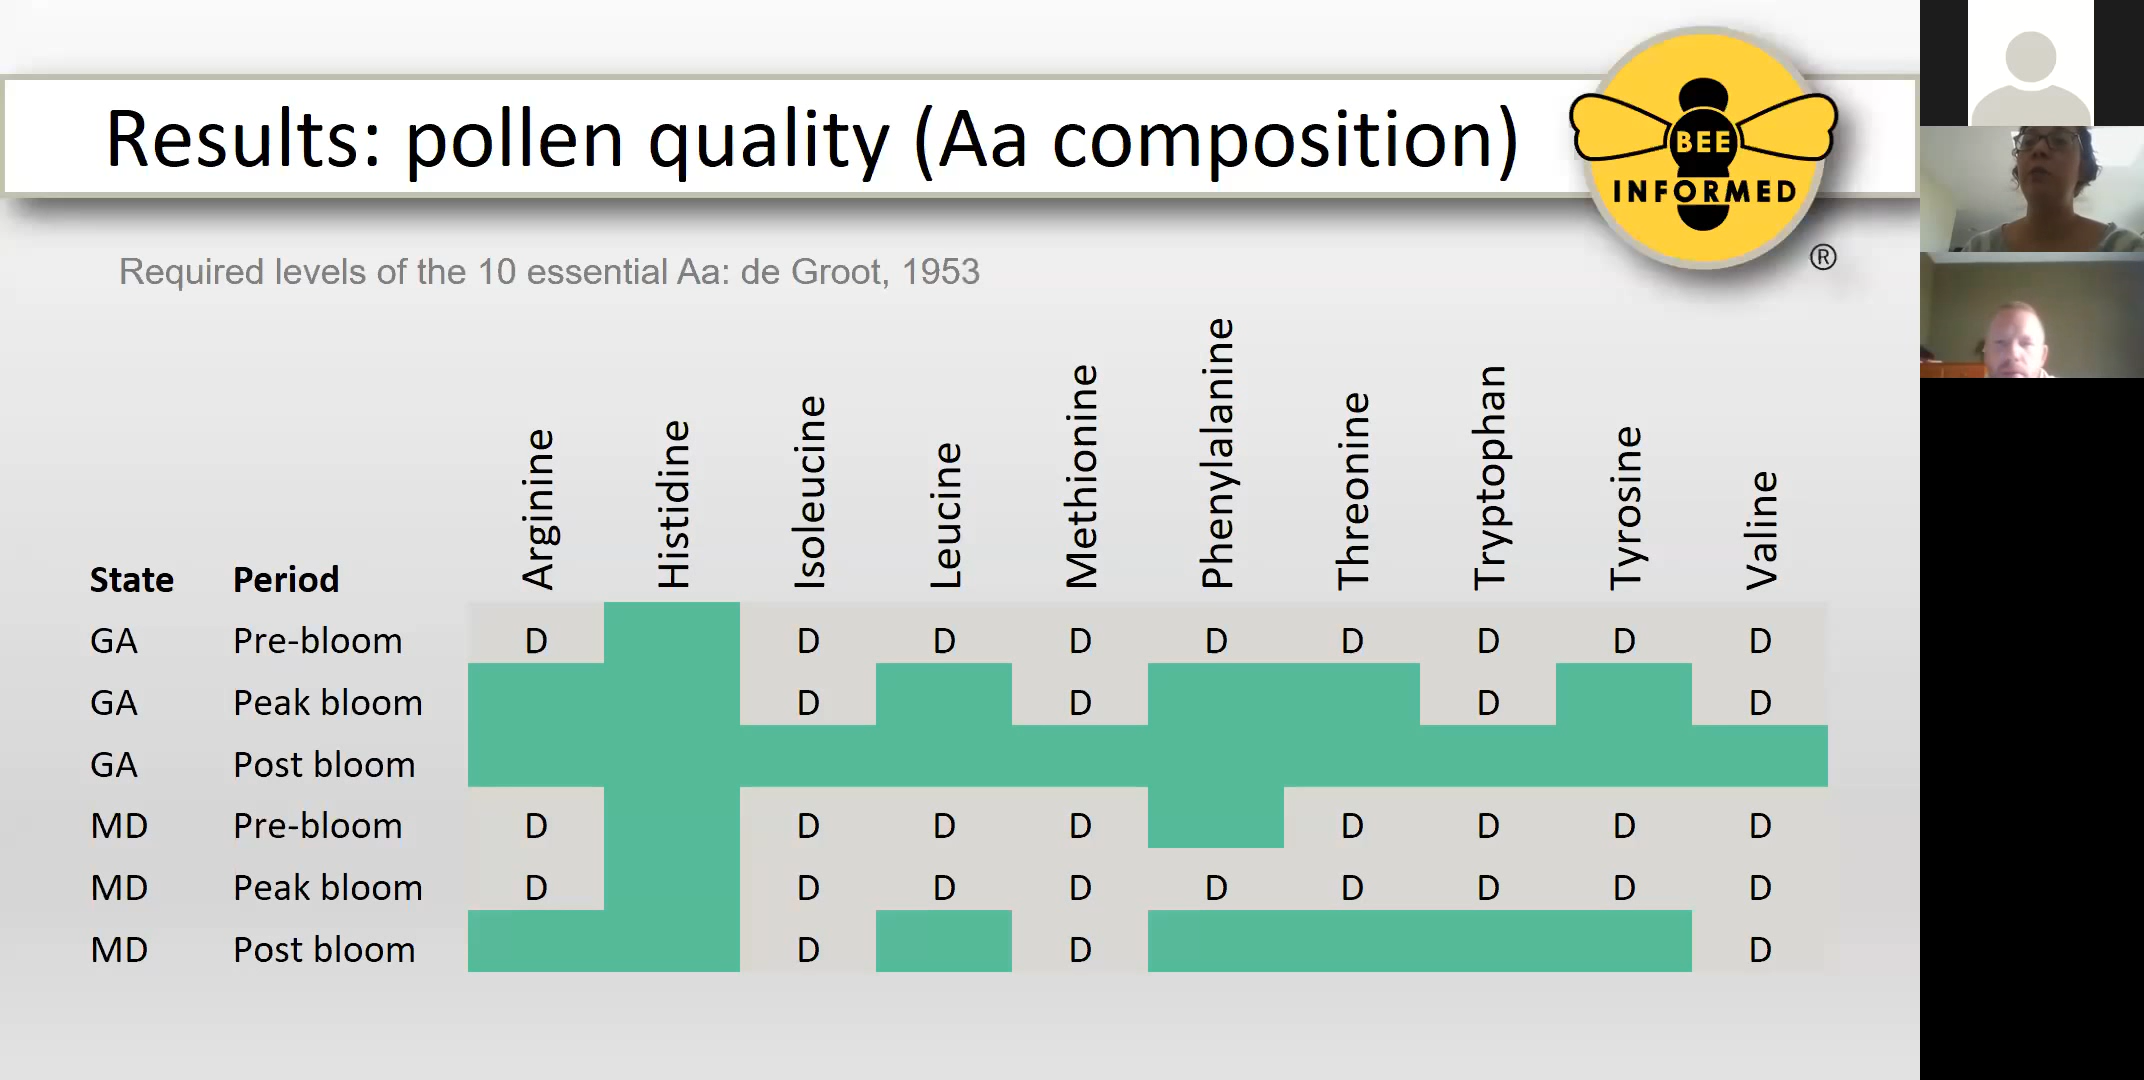 Results: pollen quality (Aa composition)
BEE
INFORMED
®
Required levels of the 10 essential Aa: de Groot, 1953
State Period Arginine Histidine Isoleucine Leucine Methionine Phenylalanine Threonine Tryptophan Tyrosine Valine
GA Pre-bloom D D D D D D D D D
GA Peak bloom D D D D
GA Post bloom
MD Pre-bloom D D D D D D D D
MD Peak bloom D D D D D D D D D
MD Post bloom D D D